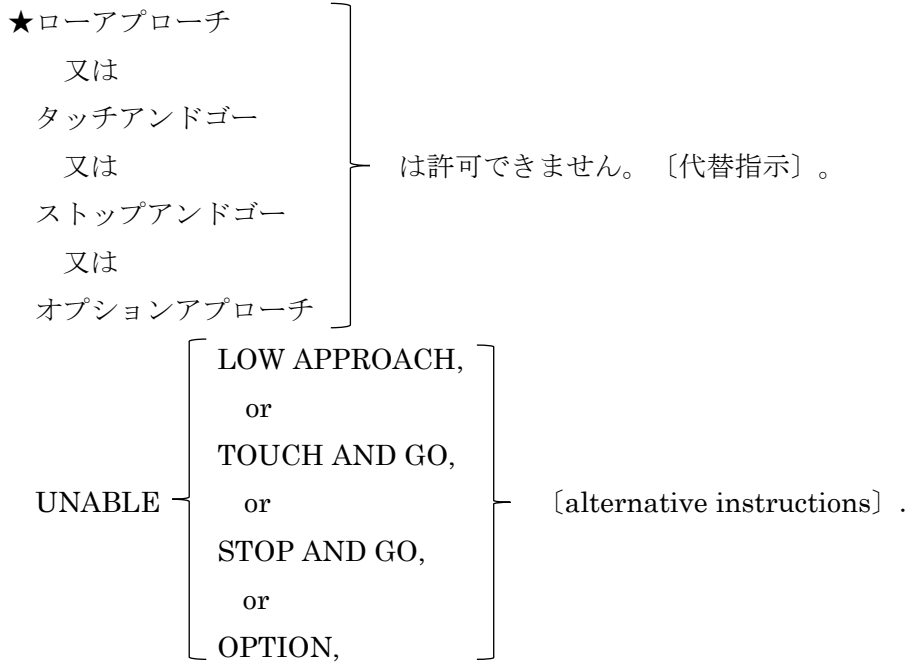 ★ローアプローチ
又は
タッチアンドゴー
又は
ストップアンドゴー
又は
オプションアプローチ
は許可できません。〔代替指示〕。
UNABLE
LOW APPROACH,
or
TOUCH AND GO,
or
STOP AND GO,
or
OPTION,
〔alternative instructions〕.